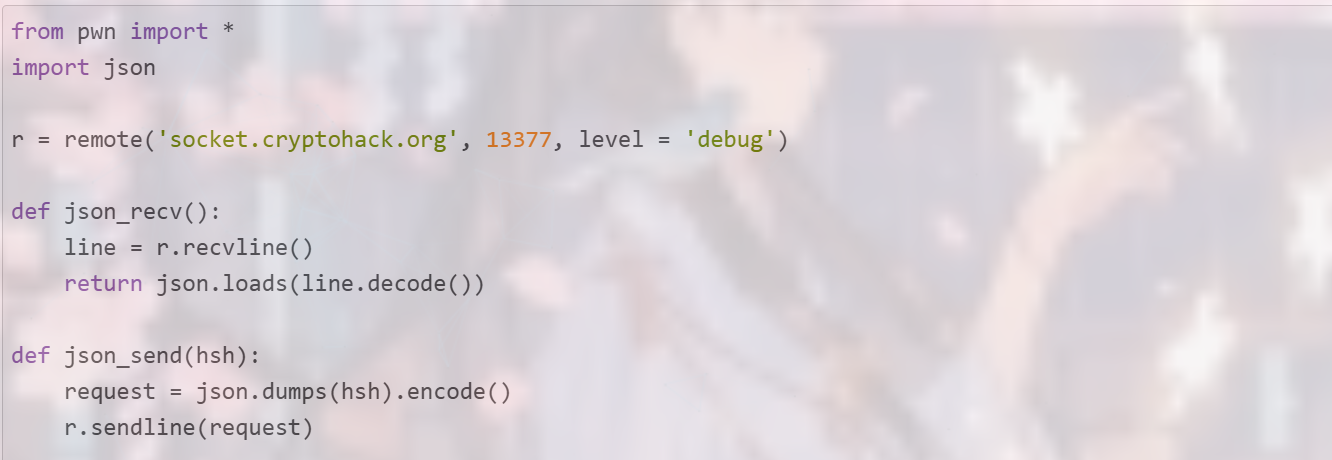 from pwn import *
import json
r = remote('socket.cryptohack.org', 13377, level = 'debug')
def json_recv():
    line = r.recvline()
    return json.loads(line.decode())
def json_send(hsh):
    request = json.dumps(hsh).encode()
    r.sendline(request)